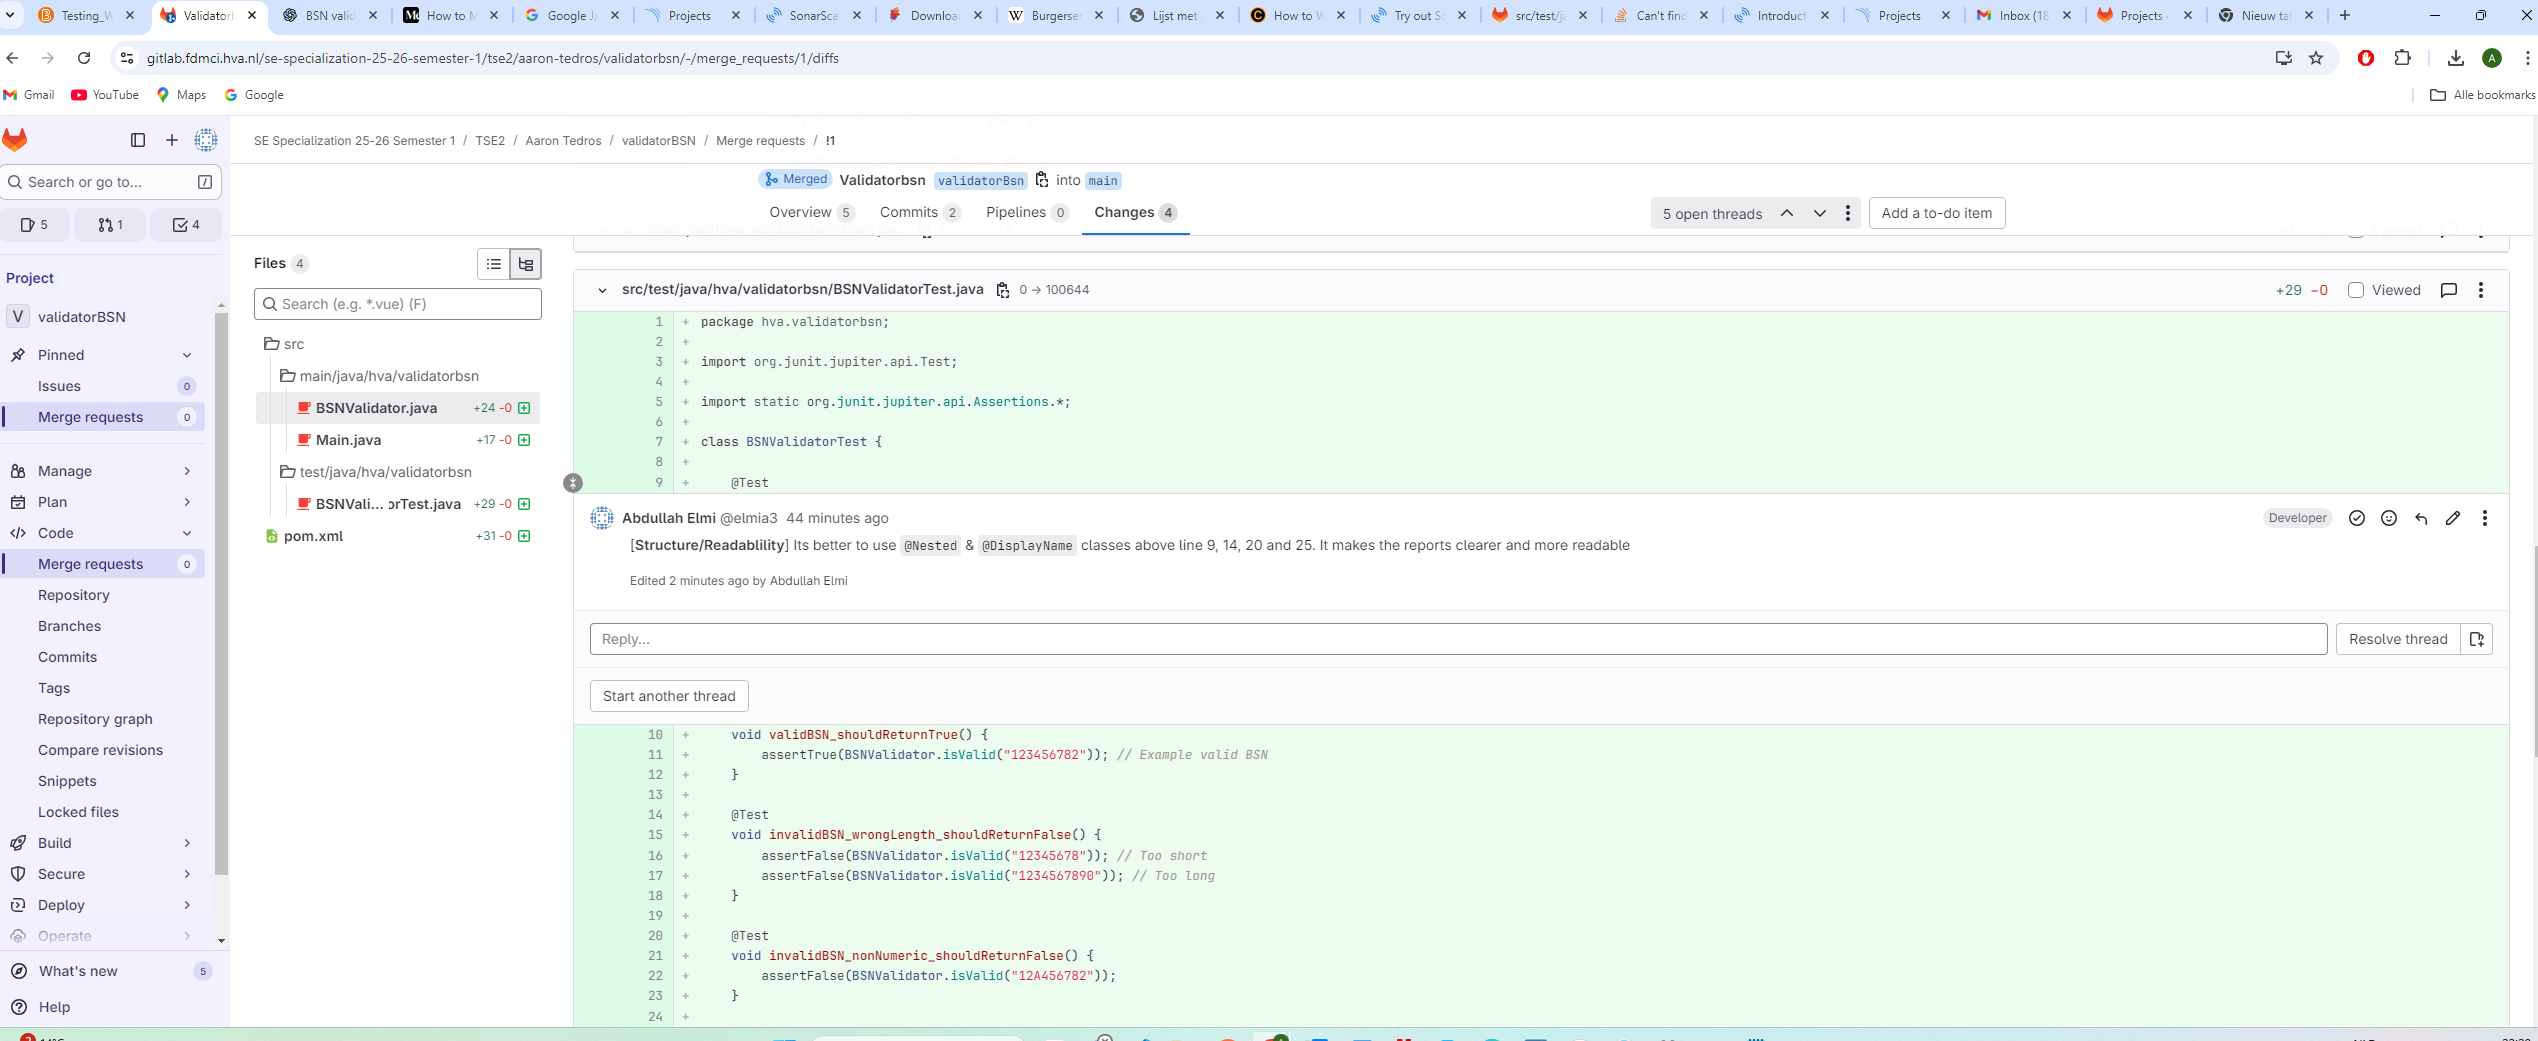 Testing_W
Validatorb
BSN valid
How to M
Google Ja
Projects
SonarSca
Download
Burgerser
Lijst met
How to W
Try out So
src/test/ja
Can't find
Introduct
Projects
Inbox (18
Projects ·
Nieuw tab
gitlab.fdmci.hva.nl/se-specialization-25-26-semester-1/tse2/aaron-tedros/validatorbsn/-/merge_requests/1/diffs
A
Gmail
YouTube
Maps
Google
Alle bookmarks
SE Specialization 25-26 Semester 1 / TSE2 / Aaron Tedros / validatorBSN / Merge requests / !1
Search or go to...
/
5
1
4
Merged Validatorbsn validatorBsn into main
Overview 5
Commits 2
Pipelines 0
Changes 4
5 open threads
Add a to-do item
Project
V validatorBSN
Pinned
Issues 0
Merge requests 0
Manage
Plan
Code
Merge requests 0
Repository
Branches
Commits
Tags
Repository graph
Compare revisions
Snippets
Locked files
Build
Secure
Deploy
Operate
What's new 5
Help
Files 4
Search (e.g. *.vue) (F)
src
main/java/hva/validatorbsn
BSNValidator.java +24 -0
Main.java +17 -0
test/java/hva/validatorbsn
BSNVali... orTest.java +29 -0
pom.xml +31 -0
src/test/java/hva/validatorbsn/BSNValidatorTest.java 0 → 100644
+29 −0 Viewed
1 + package hva.validatorbsn;
2 +
3 + import org.junit.jupiter.api.Test;
4 +
5 + import static org.junit.jupiter.api.Assertions.*;
6 +
7 + class BSNValidatorTest {
8 +
9 + @Test
Abdullah Elmi @elmia3 44 minutes ago
Developer
[Structure/Readablility] Its better to use @Nested & @DisplayName classes above line 9, 14, 20 and 25. It makes the reports clearer and more readable
Edited 2 minutes ago by Abdullah Elmi
Reply...
Resolve thread
Start another thread
10 + void validBSN_shouldReturnTrue() {
11 + assertTrue(BSNValidator.isValid("123456782")); // Example valid BSN
12 + }
13 +
14 + @Test
15 + void invalidBSN_wrongLength_shouldReturnFalse() {
16 + assertFalse(BSNValidator.isValid("12345678")); // Too short
17 + assertFalse(BSNValidator.isValid("1234567890")); // Too long
18 + }
19 +
20 + @Test
21 + void invalidBSN_nonNumeric_shouldReturnFalse() {
22 + assertFalse(BSNValidator.isValid("12A456782"));
23 + }
24 +